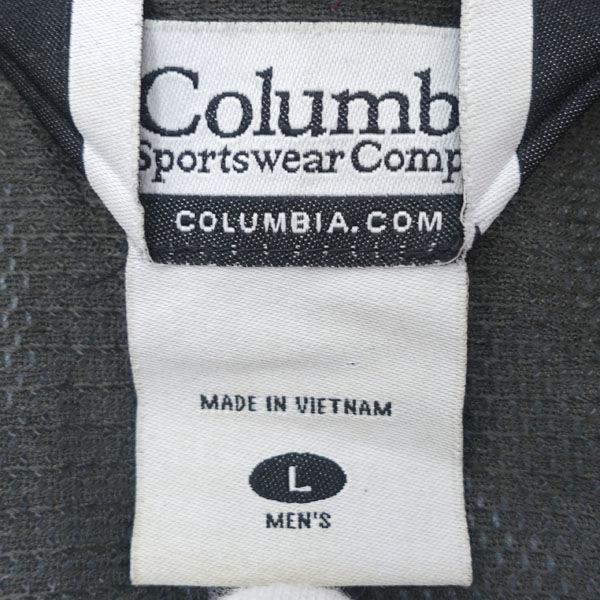 Columb
Sportswear Comp
COLUMBIA.COM
MADE IN VIETNAM
L
MEN'S